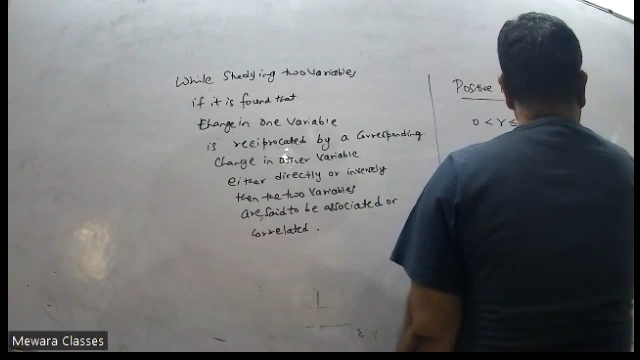 While studying two variables
if it is found that
change in one variable
is reciprocated by a corresponding
change in other variable
either directly or inversely
then the two variables
are said to be associated or
correlated.
Positive
0 < r ≤
Mewara Classes